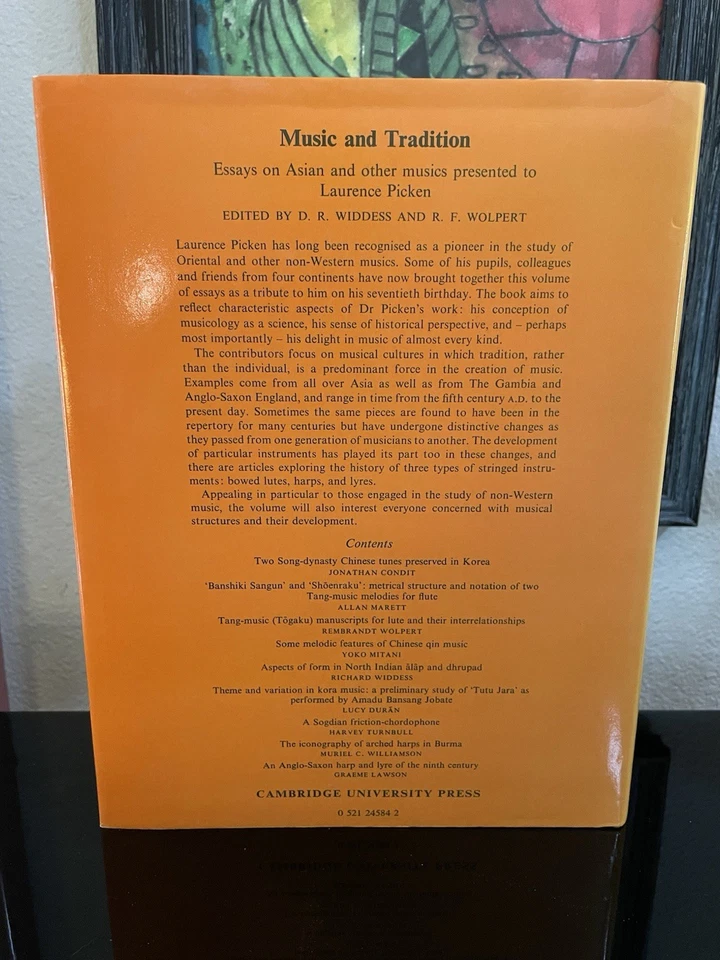 Music and Tradition
Essays on Asian and other musics presented to
Laurence Picken
EDITED BY D. R. WIDDESS AND R. F. WOLPERT
Laurence Picken has long been recognised as a pioneer in the study of
Oriental and other non-Western musics. Some of his pupils, colleagues
and friends from four continents have now brought together this volume
of essays as a tribute to him on his seventieth birthday. The book aims to
reflect characteristic aspects of Dr Picken's work: his conception of
musicology as a science, his sense of historical perspective, and – perhaps
most importantly – his delight in music of almost every kind.
The contributors focus on musical cultures in which tradition, rather
than the individual, is a predominant force in the creation of music.
Examples come from all over Asia as well as from The Gambia and
Anglo-Saxon England, and range in time from the fifth century A.D. to the
present day. Sometimes the same pieces are found to have been in the
repertory for many centuries but have undergone distinctive changes as
they passed from one generation of musicians to another. The development
of particular instruments has played its part too in these changes, and
there are articles exploring the history of three types of stringed instru-
ments: bowed lutes, harps, and lyres.
Appealing in particular to those engaged in the study of non-Western
music, the volume will also interest everyone concerned with musical
structures and their development.
Contents
Two Song-dynasty Chinese tunes preserved in Korea
JONATHAN CONDIT
'Banshiki Sangun' and 'Shōenraku': metrical structure and notation of two
Tang-music melodies for flute
ALLAN MARETT
Tang-music (Tōgaku) manuscripts for lute and their interrelationships
REMBRANDT WOLPERT
Some melodic features of Chinese qin music
YOKO MITANI
Aspects of form in North Indian ālāp and dhrupad
RICHARD WIDDESS
Theme and variation in kora music: a preliminary study of 'Tutu Jara' as
performed by Amadu Bansang Jobate
LUCY DURÁN
A Sogdian friction-chordophone
HARVEY TURNBULL
The iconography of arched harps in Burma
MURIEL C. WILLIAMSON
An Anglo-Saxon harp and lyre of the ninth century
GRAEME LAWSON
CAMBRIDGE UNIVERSITY PRESS
0 521 24584 2